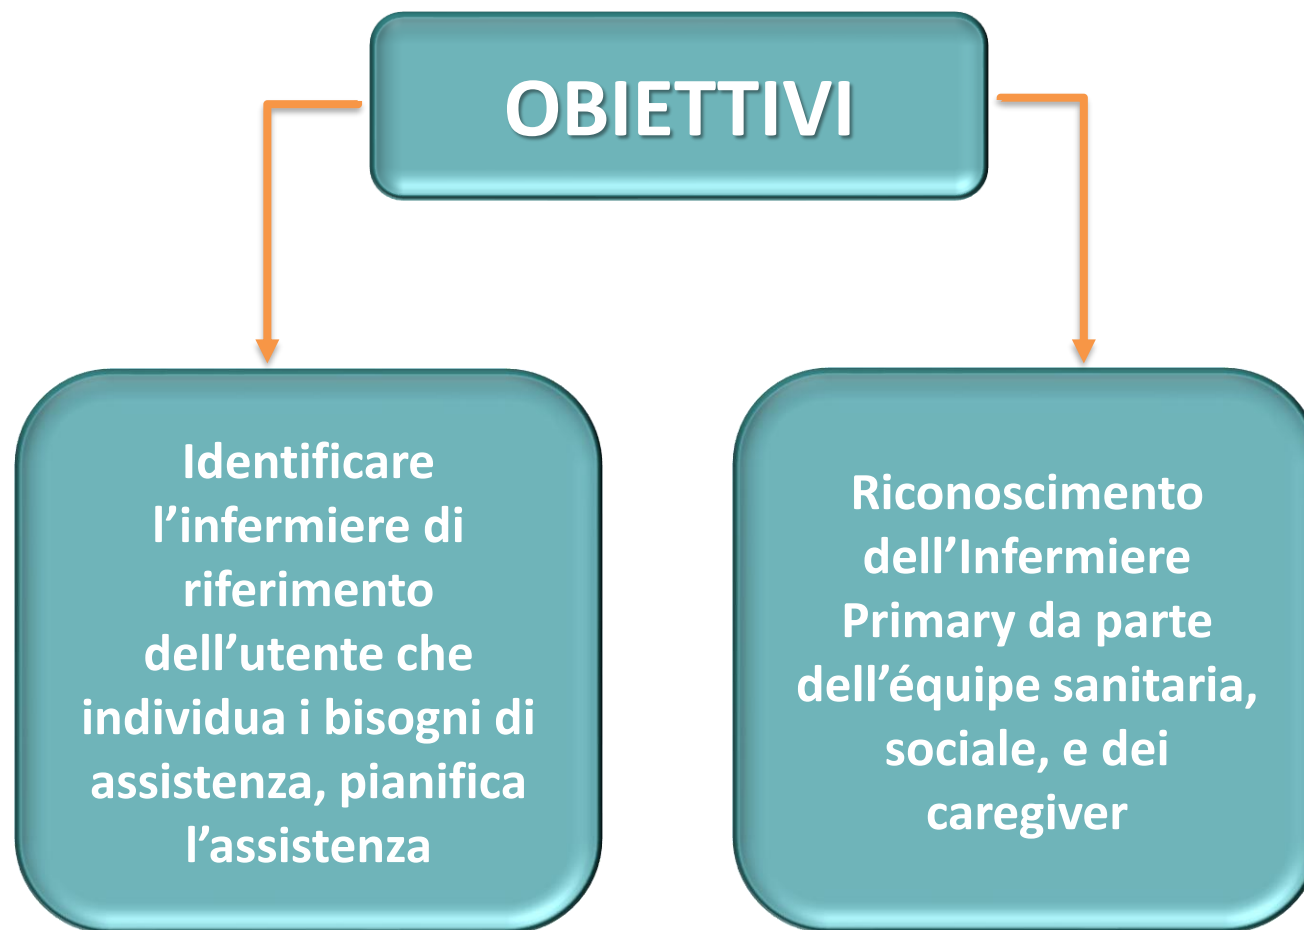 OBIETTIVI
Identificare
l’infermiere di
riferimento
dell’utente che
individua i bisogni di
assistenza, pianifica
l’assistenza
Riconoscimento
dell’Infermiere
Primary da parte
dell’équipe sanitaria,
sociale, e dei
caregiver